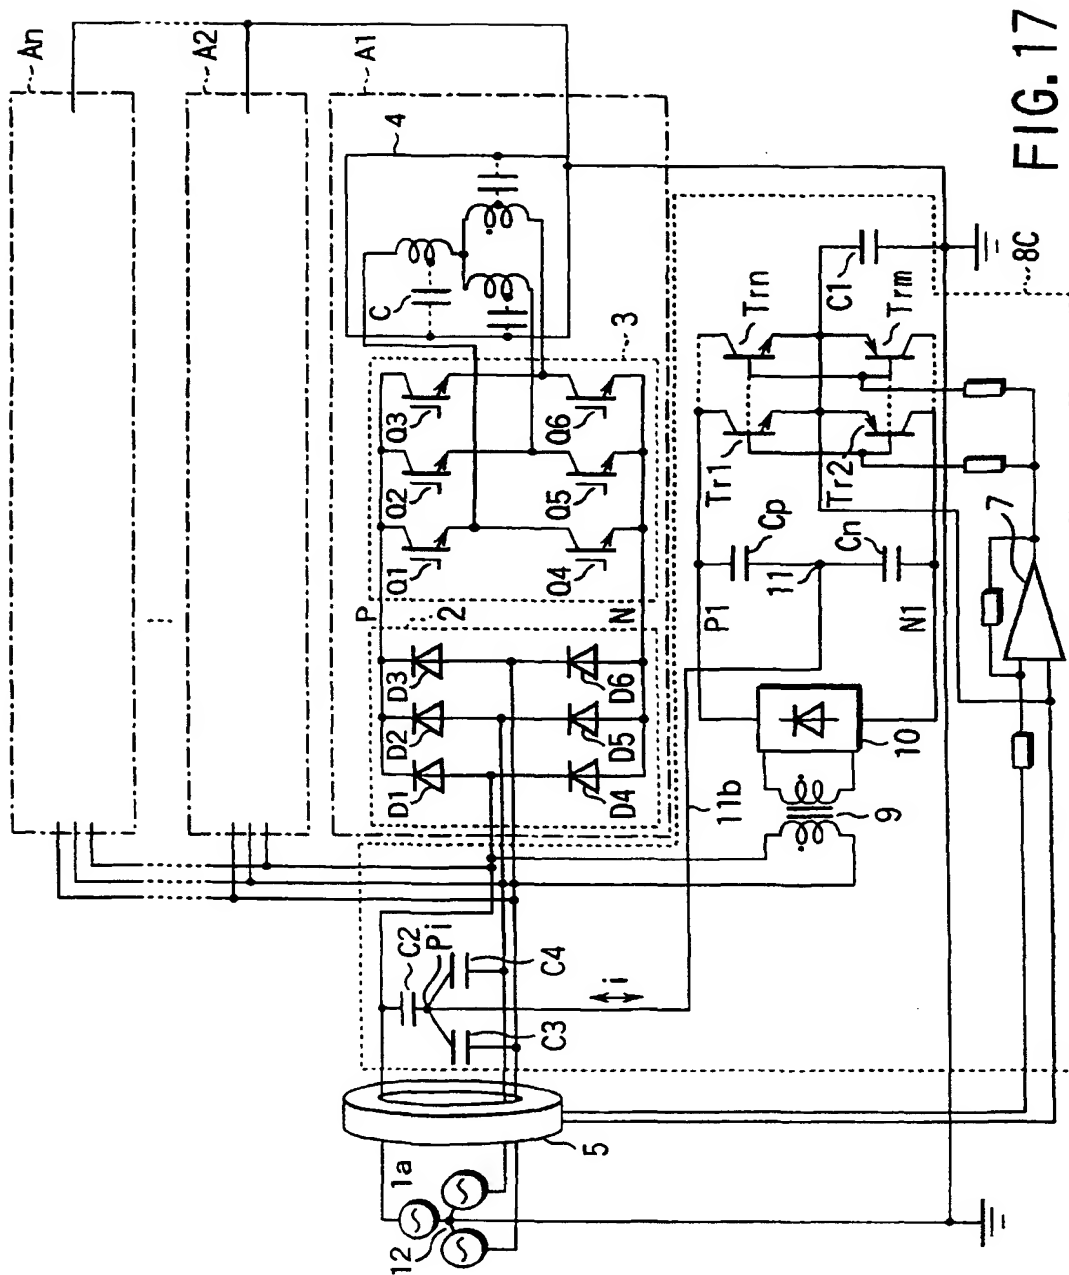 An
A2
A1
4
C
3
P
2
N
Q1
Q2
Q3
Q4
Q5
Q6
D1
D2
D3
D4
D5
D6
C2
Pi
C3
C4
i
11b
5
1a
12
9
10
P1
N1
11
Cp
Cn
Tr1
Tr2
Trn
Trm
C1
7
8C
FIG. 17